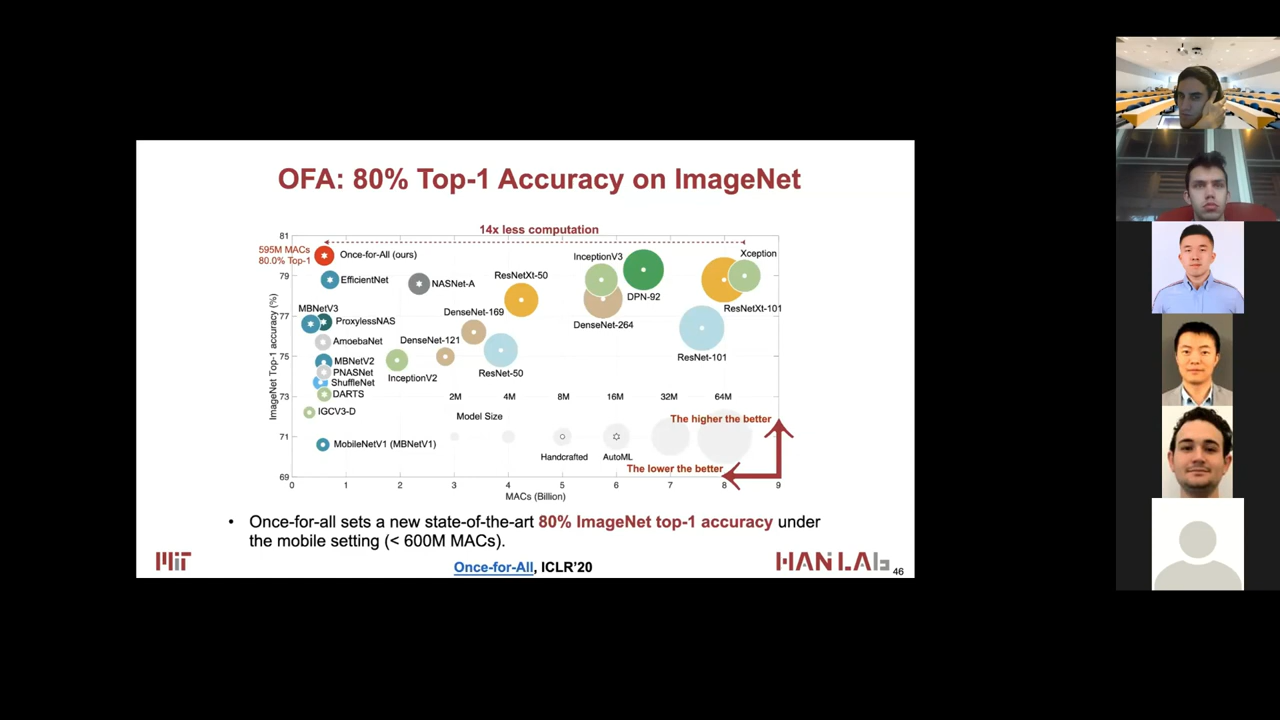 OFA: 80% Top-1 Accuracy on ImageNet
14x less computation
595M MACs
80.0% Top-1
Once-for-All (ours)
EfficientNet
NASNet-A
ResNetXt-50
InceptionV3
DPN-92
Xception
ResNetXt-101
MBNetV3
ProxylessNAS
AmoebaNet
MBNetV2
PNASNet
ShuffleNet
DARTS
IGCV3-D
MobileNetV1 (MBNetV1)
DenseNet-169
DenseNet-121
InceptionV2
ResNet-50
DenseNet-264
ResNet-101
2M 4M 8M 16M 32M 64M
Model Size
Handcrafted
AutoML
The higher the better
The lower the better
ImageNet Top-1 accuracy (%)
81
79
77
75
73
71
69
0 1 2 3 4 5 6 7 8 9
MACs (Billion)
• Once-for-all sets a new state-of-the-art 80% ImageNet top-1 accuracy under
the mobile setting (< 600M MACs).
MIT
Once-for-All, ICLR'20
HAN LAB
46